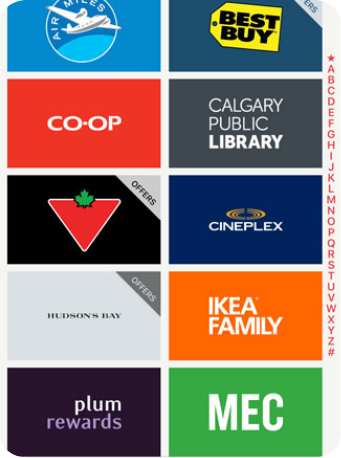 AIR MILES
BEST
BUY
CO·OP
CALGARY
PUBLIC
LIBRARY
OFFERS
CINEPLEX
OFFERS
HUDSON'S BAY
IKEA
FAMILY
plum
rewards
MEC
★
A
B
C
D
E
F
G
H
I
J
K
L
M
N
O
P
Q
R
S
T
U
V
W
X
Y
Z
#